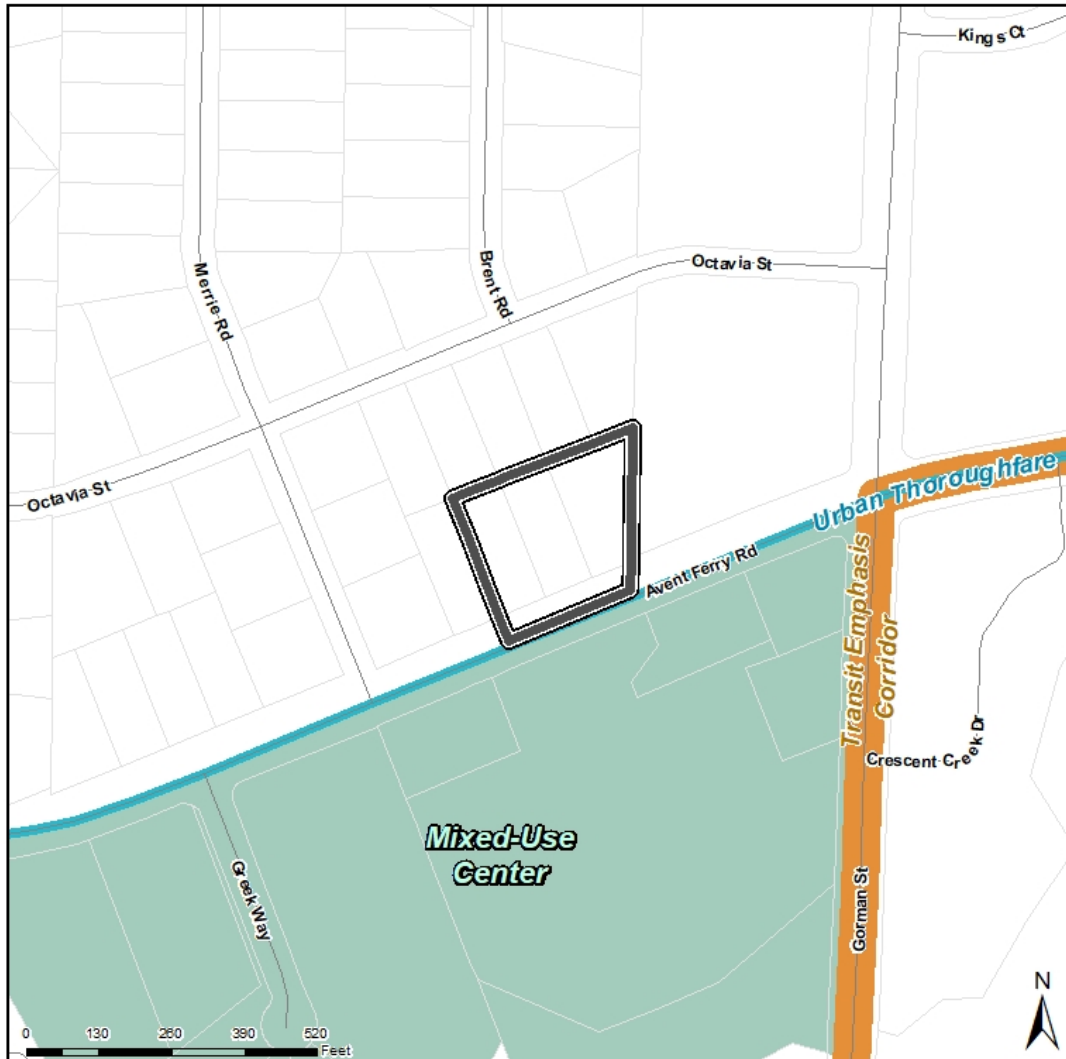 Kings Ct
Octavia St
Brent Rd
Merrie Rd
Octavia St
Urban Thoroughfare
Avent Ferry Rd
Transit Emphasis
Corridor
Crescent Creek Dr
Mixed-Use
Center
Greek Way
Gorman St
N
0 130 260 390 520
Feet